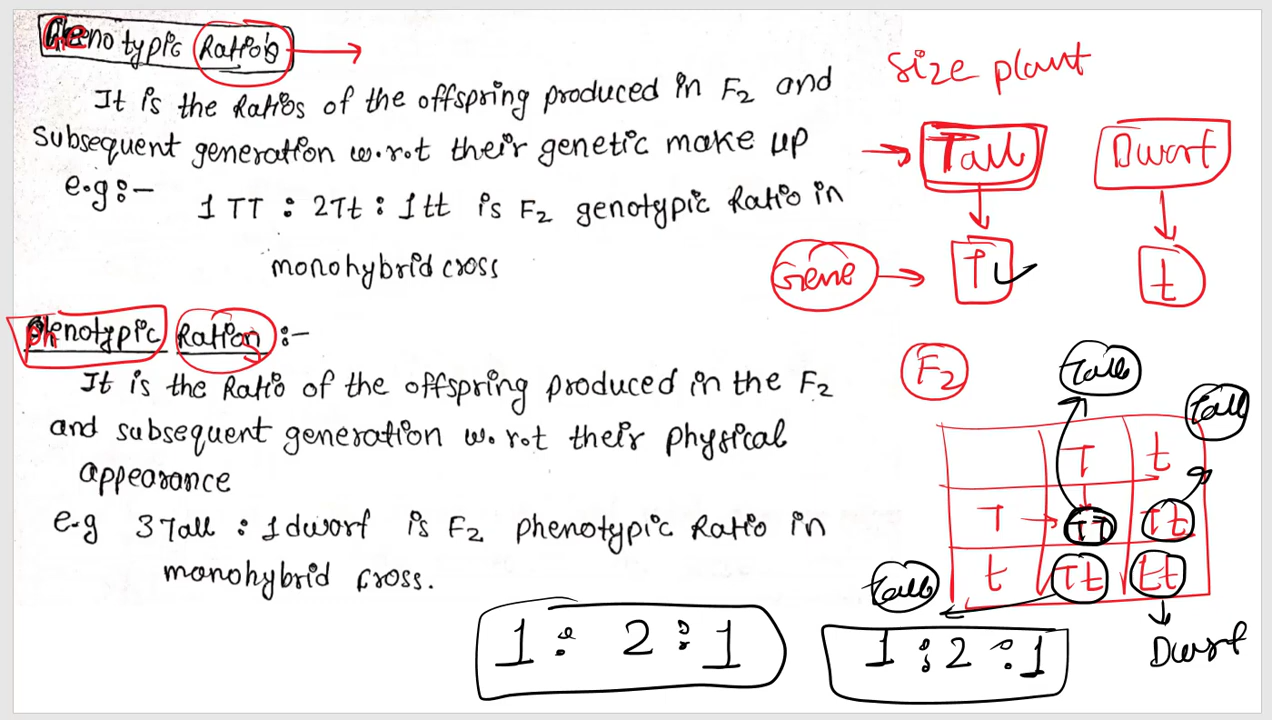 Genotypic Ratio's
It is the Ratios of the offspring produced in F2 and
subsequent generation w.r.t their genetic make up
e.g:-
1 TT : 2Tt : 1tt is F2 genotypic Ratio in
monohybrid cross
phenotypic Ration :-
It is the Ratio of the offspring produced in the F2
and subsequent generation w.r.t their physical
appearance
e.g 3 Tall : 1 dwarf is F2 phenotypic Ratio in
monohybrid cross.
1 : 2 : 1
size plant
Tall Dwarf
Gene T t
F2 tall
tall
T t
T TT Tt
t Tt tt
tall
1 : 2 : 1
Dwarf